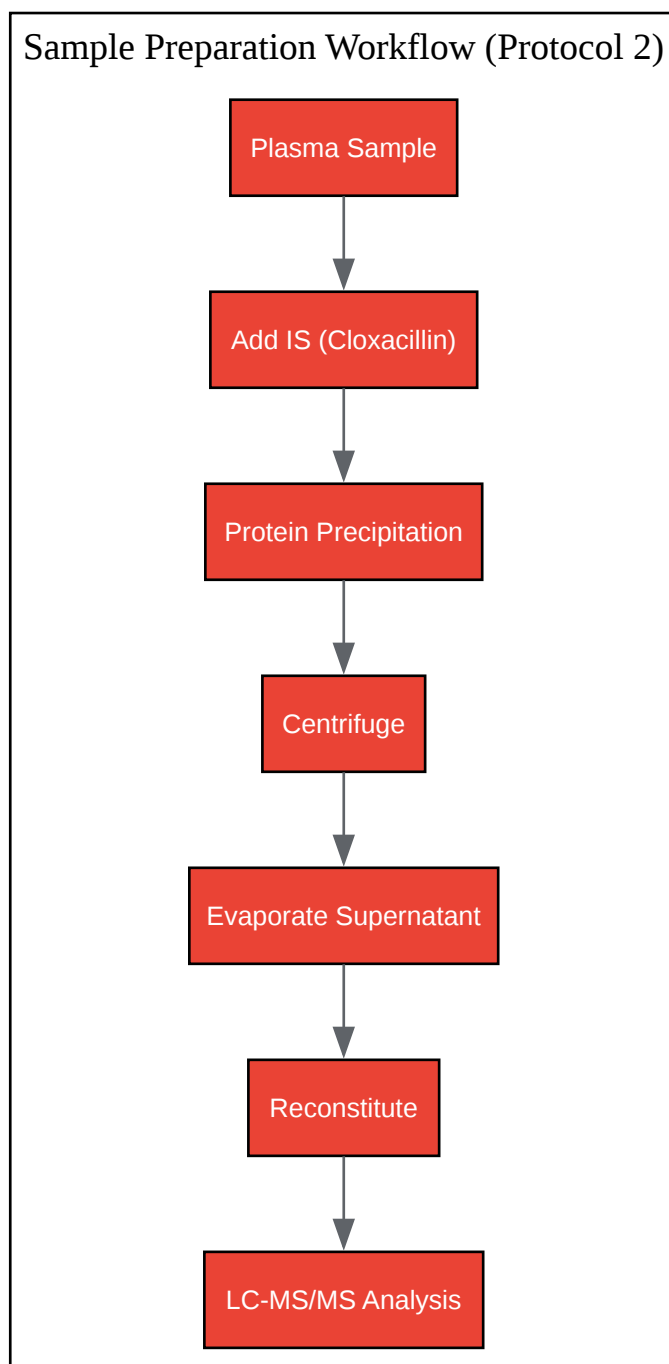 Sample Preparation Workflow (Protocol 2)
Plasma Sample
Add IS (Cloxacillin)
Protein Precipitation
Centrifuge
Evaporate Supernatant
Reconstitute
LC-MS/MS Analysis